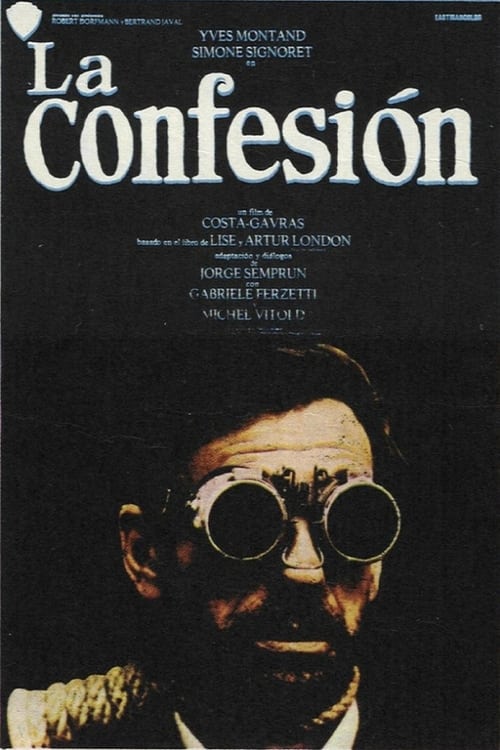 ROBERT DORFMANN y BERTRAND JAVAL
EASTMANCOLOR
YVES MONTAND
SIMONE SIGNORET
en
La
Confesión
un film de
COSTA-GAVRAS
basado en el libro de LISE y ARTUR LONDON
adaptación y diálogos
de
JORGE SEMPRUN
con
GABRIELE FERZETTI
y
MICHEL VITOLD